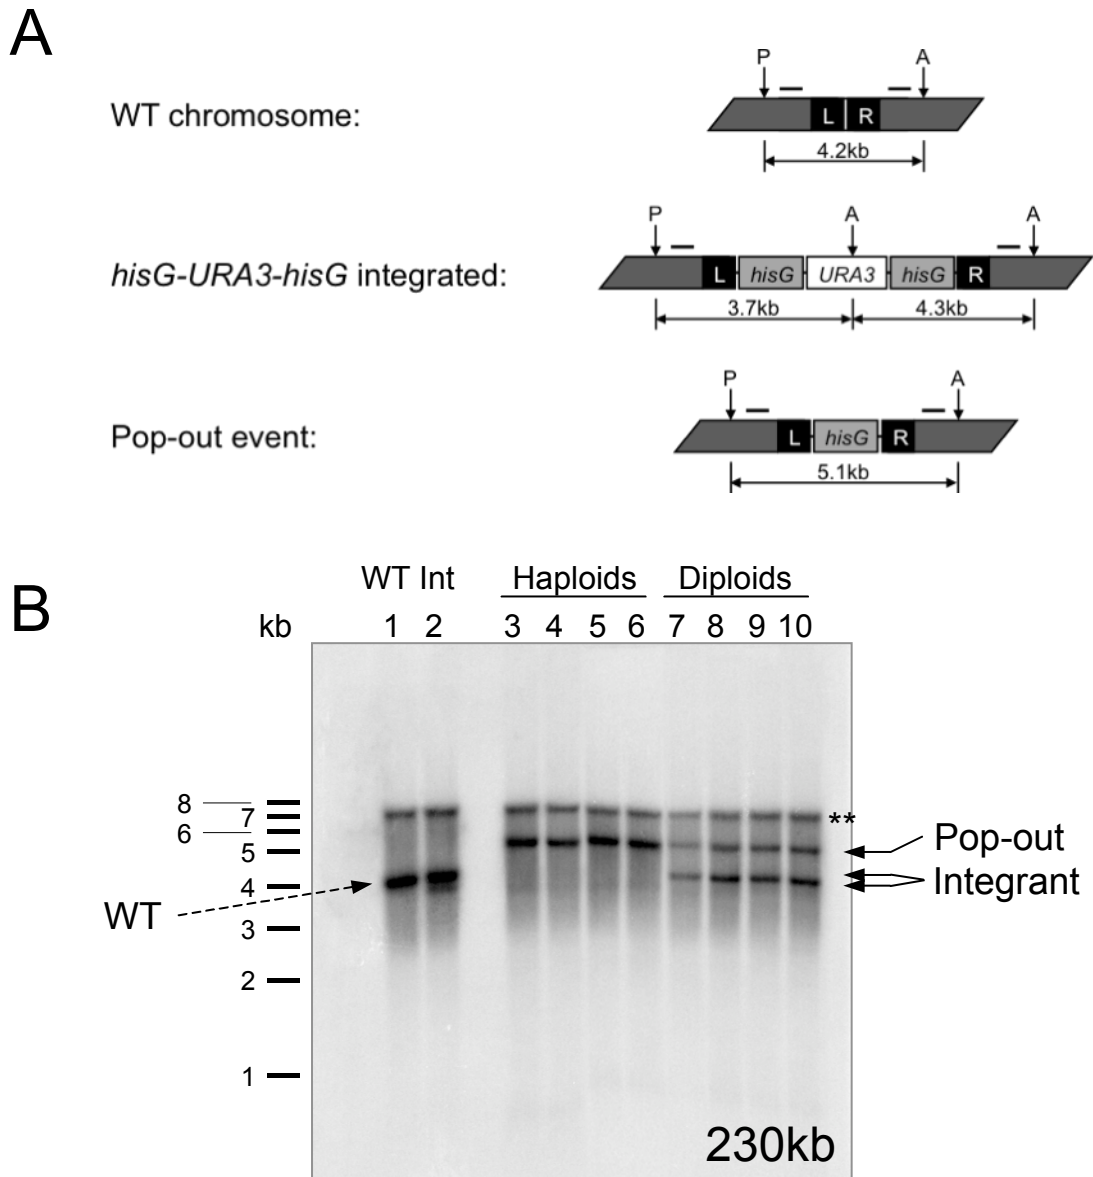 A
P A
WT chromosome:
L R
4.2kb
P A A
hisG-URA3-hisG integrated:
L hisG URA3 hisG R
3.7kb 4.3kb
P A
Pop-out event:
L hisG R
5.1kb
B
WT Int Haploids Diploids
kb 1 2 3 4 5 6 7 8 9 10
8
7
**
6
5
Pop-out
4
Integrant
WT
3
2
1
230kb